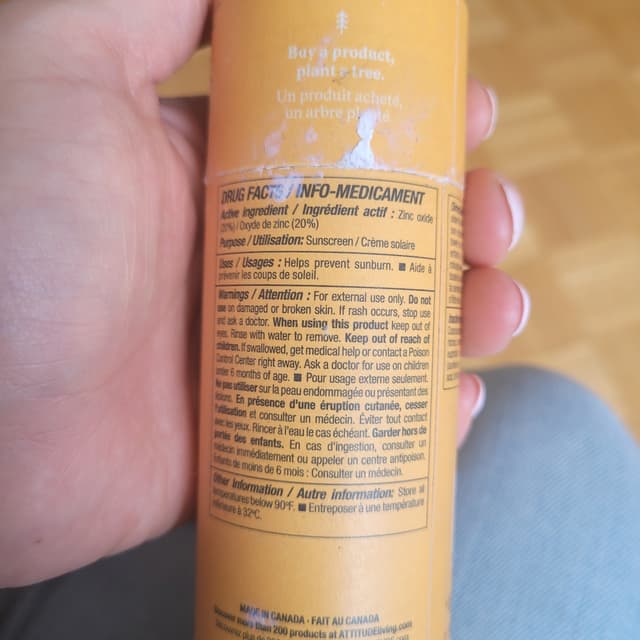 Buy a product,
plant a tree.
Un produit acheté,
un arbre planté
DRUG FACTS / INFO-MEDICAMENT
Active ingredient / Ingrédient actif : Zinc oxide
(20%) / Oxyde de zinc (20%)
Purpose / Utilisation: Sunscreen / Crème solaire
Uses / Usages : Helps prevent sunburn. ■ Aide à
prévenir les coups de soleil.
Warnings / Attention : For external use only. Do not
use on damaged or broken skin. If rash occurs, stop use
and ask a doctor. When using this product keep out of
eyes. Rinse with water to remove. Keep out of reach of
children. If swallowed, get medical help or contact a Poison
Control Center right away. Ask a doctor for use on children
under 6 months of age. ■ Pour usage externe seulement.
Ne pas utiliser sur la peau endommagée ou présentant des
lésions. En présence d'une éruption cutanée, cesser
l'utilisation et consulter un médecin. Éviter tout contact
avec les yeux. Rincer à l'eau le cas échéant. Garder hors de
portée des enfants. En cas d'ingestion, consulter un
médecin immédiatement ou appeler un centre antipoison.
Enfants de moins de 6 mois : Consulter un médecin.
Other Information / Autre information: Store at
temperatures below 90ºF. ■ Entreposer à une température
inférieure à 32ºC.
MADE IN CANADA · FAIT AU CANADA
Discover more than 200 products at ATTITUDEliving.com